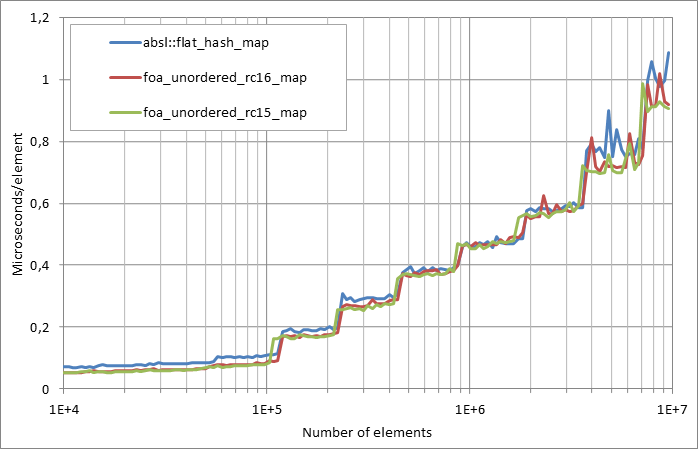 1,2
absl::flat_hash_map
foa_unordered_rc16_map
foa_unordered_rc15_map
1
0,8
0,6
0,4
0,2
0
Microseconds/element
1E+4 1E+5 1E+6 1E+7
Number of elements